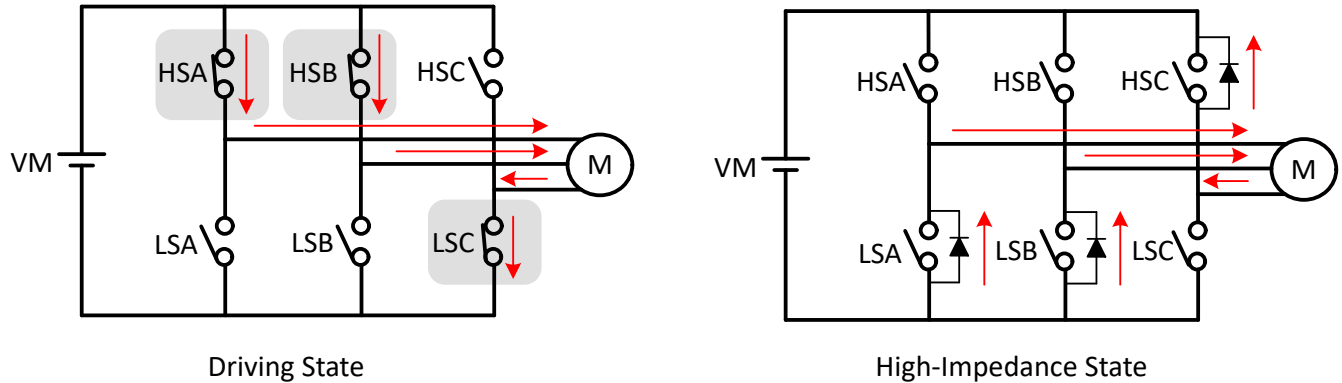 HSA HSB HSC
VM M
LSA LSB LSC
Driving State
HSA HSB HSC
VM M
LSA LSB LSC
High-Impedance State